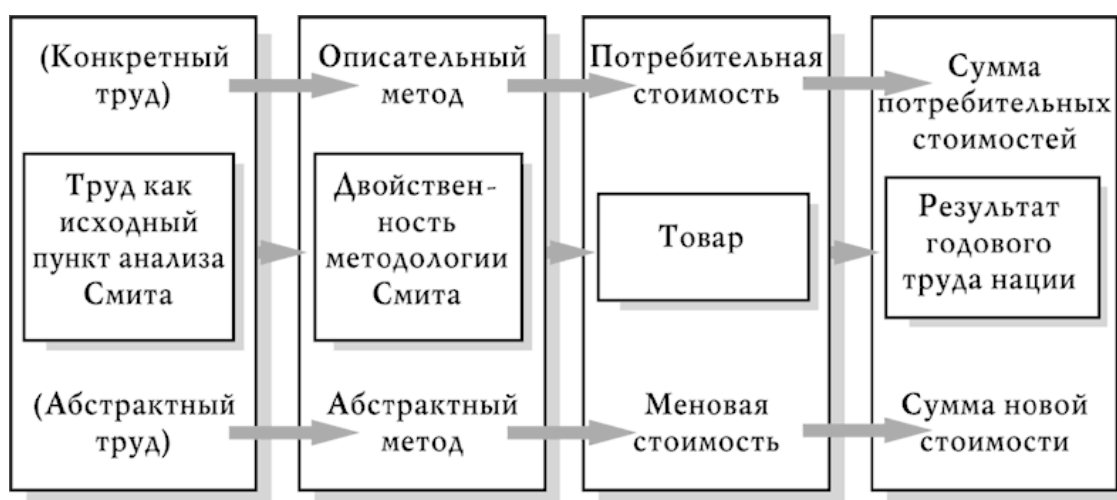 (Конкретный
труд)
Труд как
исходный
пункт анализа
Смита
(Абстрактный
труд)
Описательный
метод
Двойствен-
ность
методологии
Смита
Абстрактный
метод
Потребительная
стоимость
Товар
Меновая
стоимость
Сумма
потребительных
стоимостей
Результат
годового
труда нации
Сумма новой
стоимости